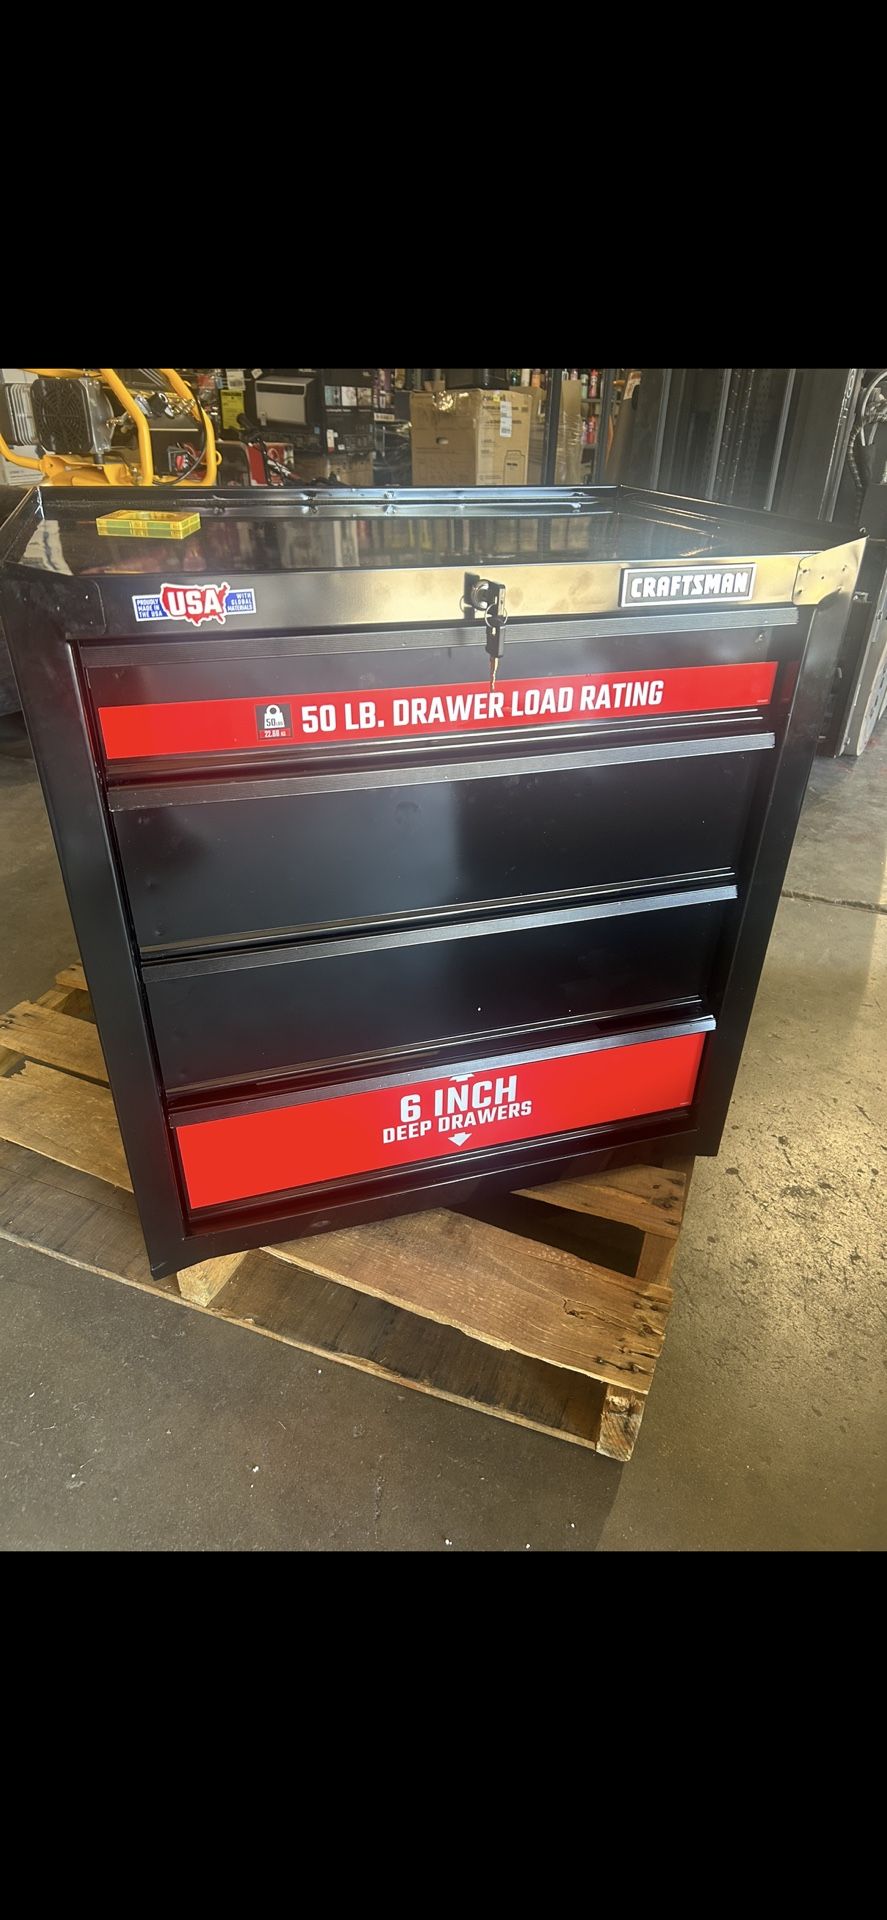 PROUDLY
MADE IN
THE USA
USA
WITH
GLOBAL
MATERIALS
CRAFTSMAN
50 LBS
22.68 KG
50 LB. DRAWER LOAD RATING
6 INCH
DEEP DRAWERS